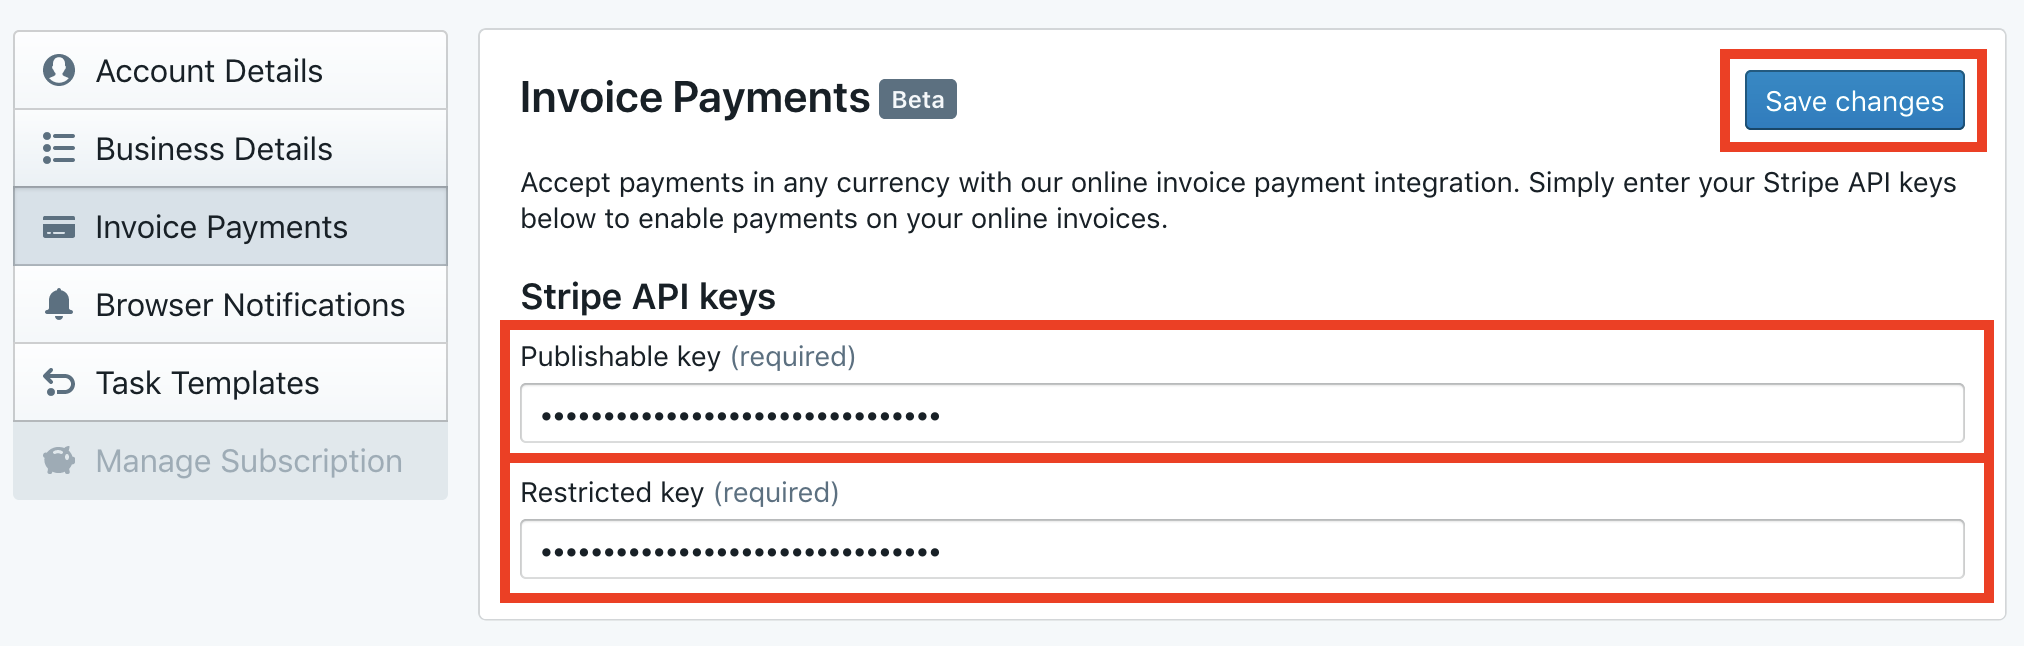 Account Details
Business Details
Invoice Payments
Browser Notifications
Task Templates
Manage Subscription
Invoice Payments Beta
Save changes
Accept payments in any currency with our online invoice payment integration. Simply enter your Stripe API keys
below to enable payments on your online invoices.
Stripe API keys
Publishable key (required)
••••••••••••••••••••••••••••••••
Restricted key (required)
••••••••••••••••••••••••••••••••